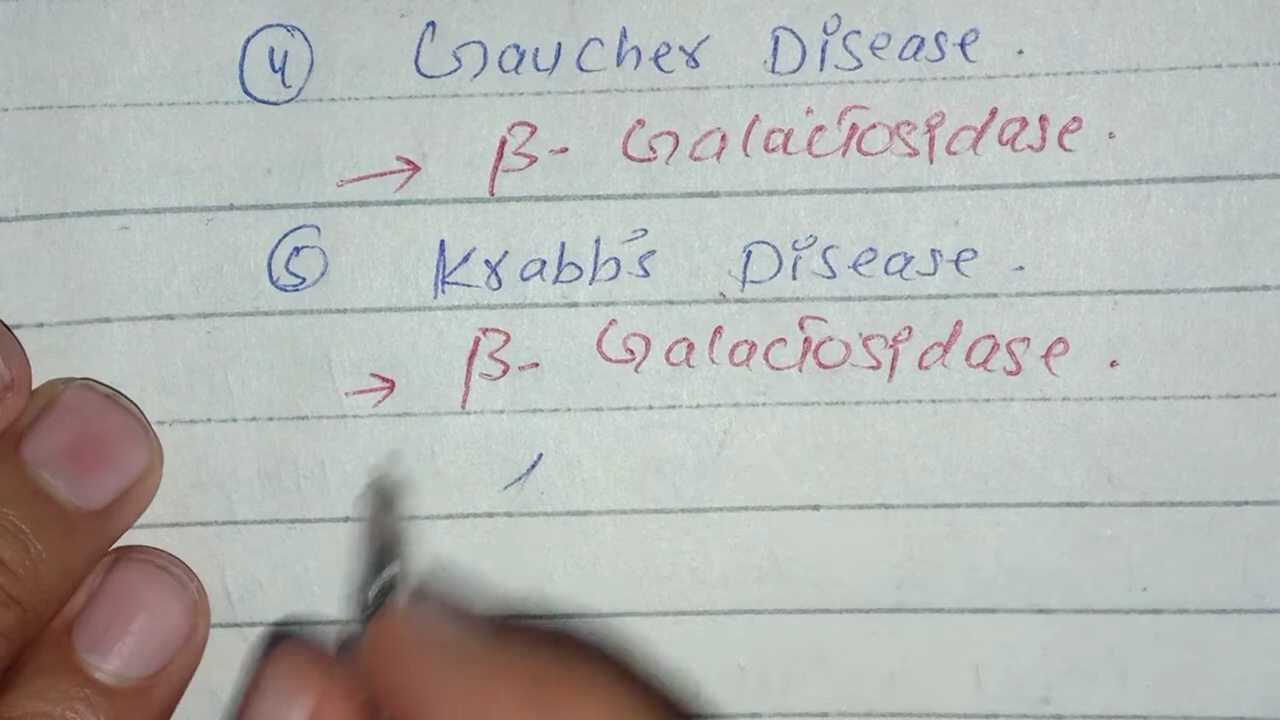 4 Gaucher Disease.
→ β- Galactosidase.
5 Krabb's Disease.
→ β- Galactosidase.